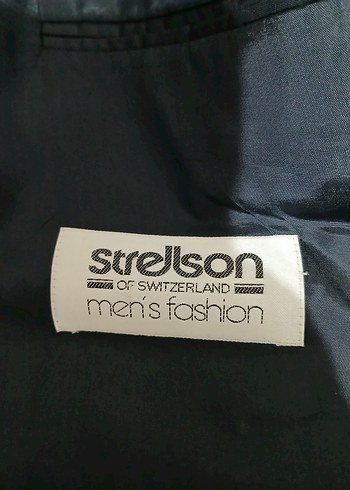 strellson
OF SWITZERLAND
men's fashion